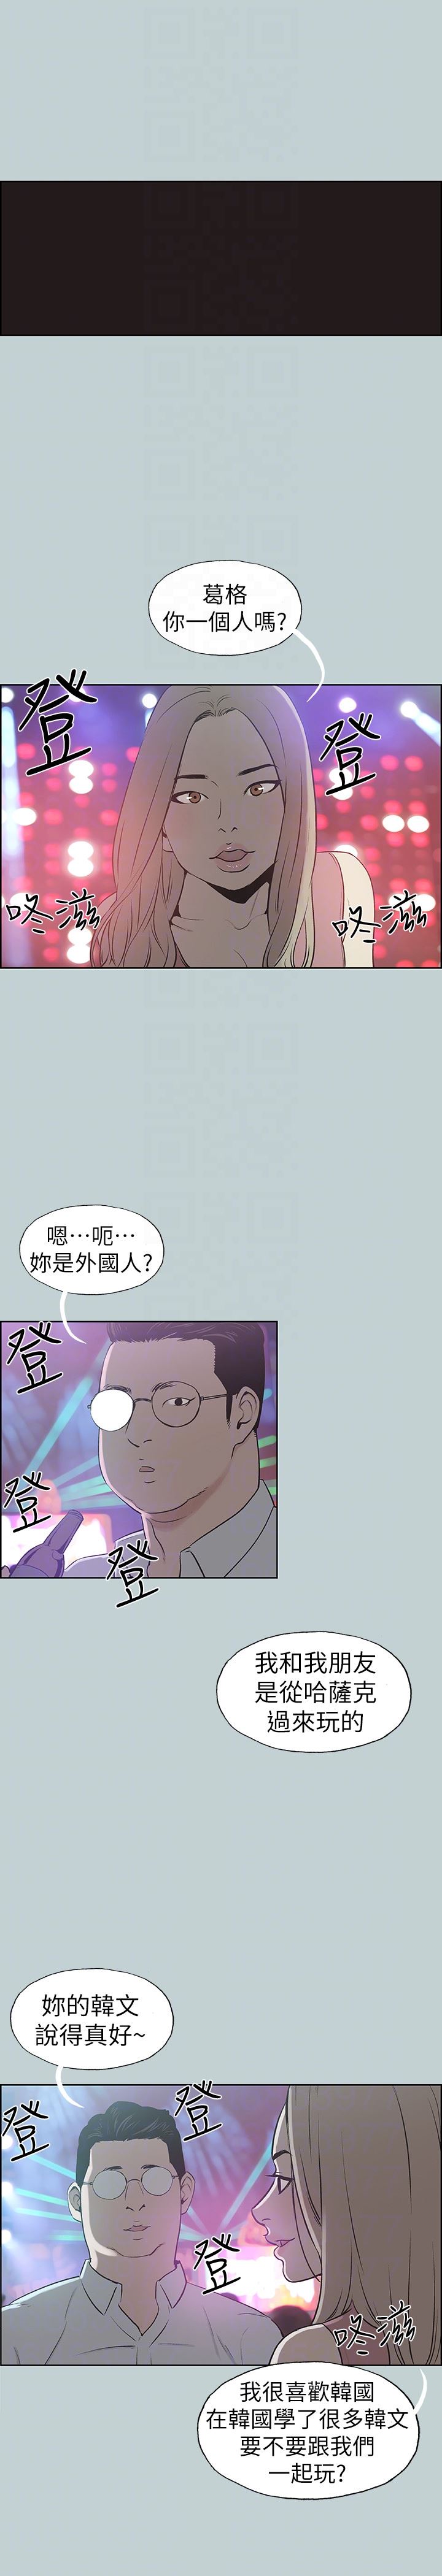 葛格
你一個人嗎?
登
登
咚滋
咚滋
嗯⋯呃⋯
妳是外國人?
登
登
登
我和我朋友
是從哈薩克
過來玩的
妳的韓文
說得真好~
登
登
登
咚滋
我很喜歡韓國
在韓國學了很多韓文
要不要跟我們
一起玩?